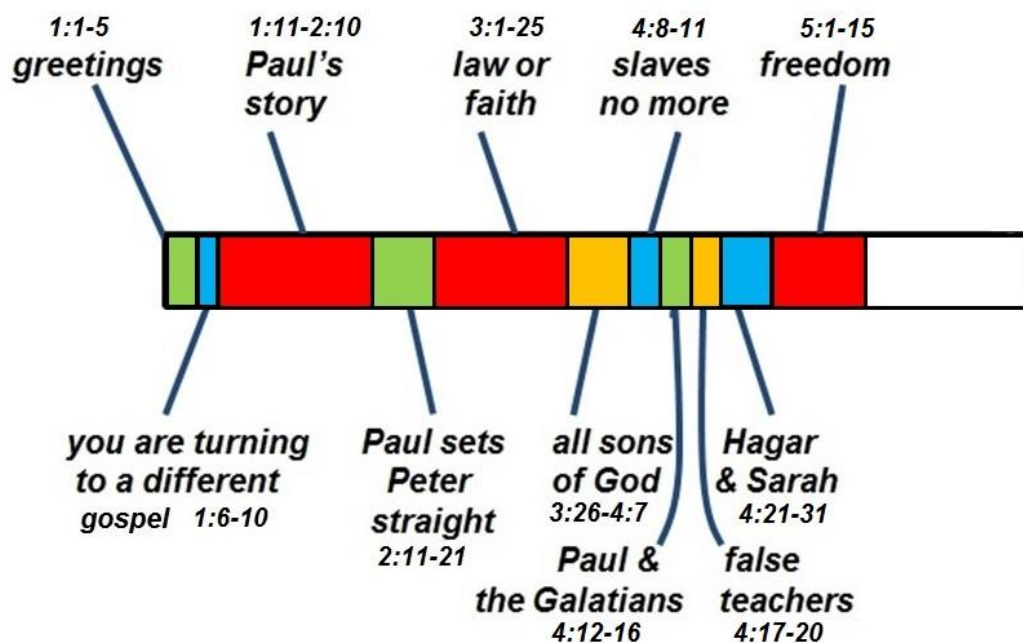 1:1-5
greetings
1:11-2:10
Paul's
story
3:1-25
law or
faith
4:8-11
slaves
no more
5:1-15
freedom
you are turning
to a different
gospel 1:6-10
Paul sets
Peter
straight
2:11-21
all sons
of God
3:26-4:7
Hagar
& Sarah
4:21-31
Paul &
the Galatians
4:12-16
false
teachers
4:17-20